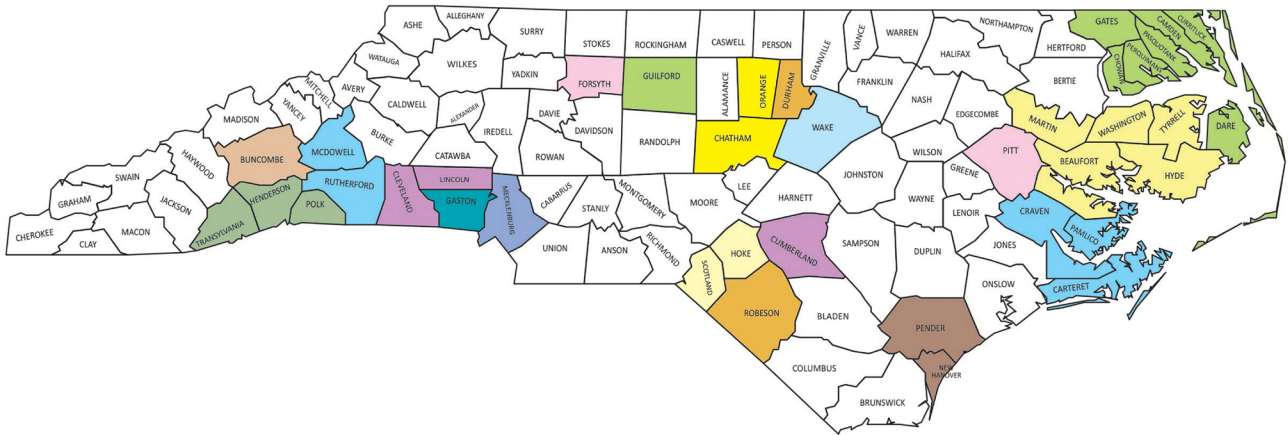 ASHE
ALLEGHANY
SURRY
STOKES
ROCKINGHAM
CASWELL
PERSON
GRANVILLE
VANCE
WARREN
NORTHAMPTON
HALIFAX
HERTFORD
GATES
CURRITUCK
CAMDEN
PASQUOTANK
PERQUIMANS
CHOWAN
BERTIE
WATAUGA
WILKES
YADKIN
FORSYTH
GUILFORD
ALAMANCE
ORANGE
DURHAM
FRANKLIN
NASH
EDGECOMBE
MARTIN
WASHINGTON
TYRRELL
DARE
MITCHELL
AVERY
YANCEY
MADISON
CALDWELL
ALEXANDER
IREDELL
DAVIE
DAVIDSON
RANDOLPH
CHATHAM
WAKE
WILSON
PITT
BEAUFORT
HYDE
BURKE
CATAWBA
ROWAN
HAYWOOD
BUNCOMBE
MCDOWELL
SWAIN
GRAHAM
JACKSON
CHEROKEE
CLAY
MACON
TRANSYLVANIA
HENDERSON
POLK
RUTHERFORD
CLEVELAND
LINCOLN
GASTON
MECKLENBURG
CABARRUS
STANLY
MONTGOMERY
MOORE
LEE
HARNETT
JOHNSTON
GREENE
WAYNE
LENOIR
CRAVEN
PAMLICO
JONES
CARTERET
UNION
ANSON
RICHMOND
SCOTLAND
HOKE
CUMBERLAND
SAMPSON
DUPLIN
ONSLOW
ROBESON
BLADEN
PENDER
NEW
HANOVER
COLUMBUS
BRUNSWICK